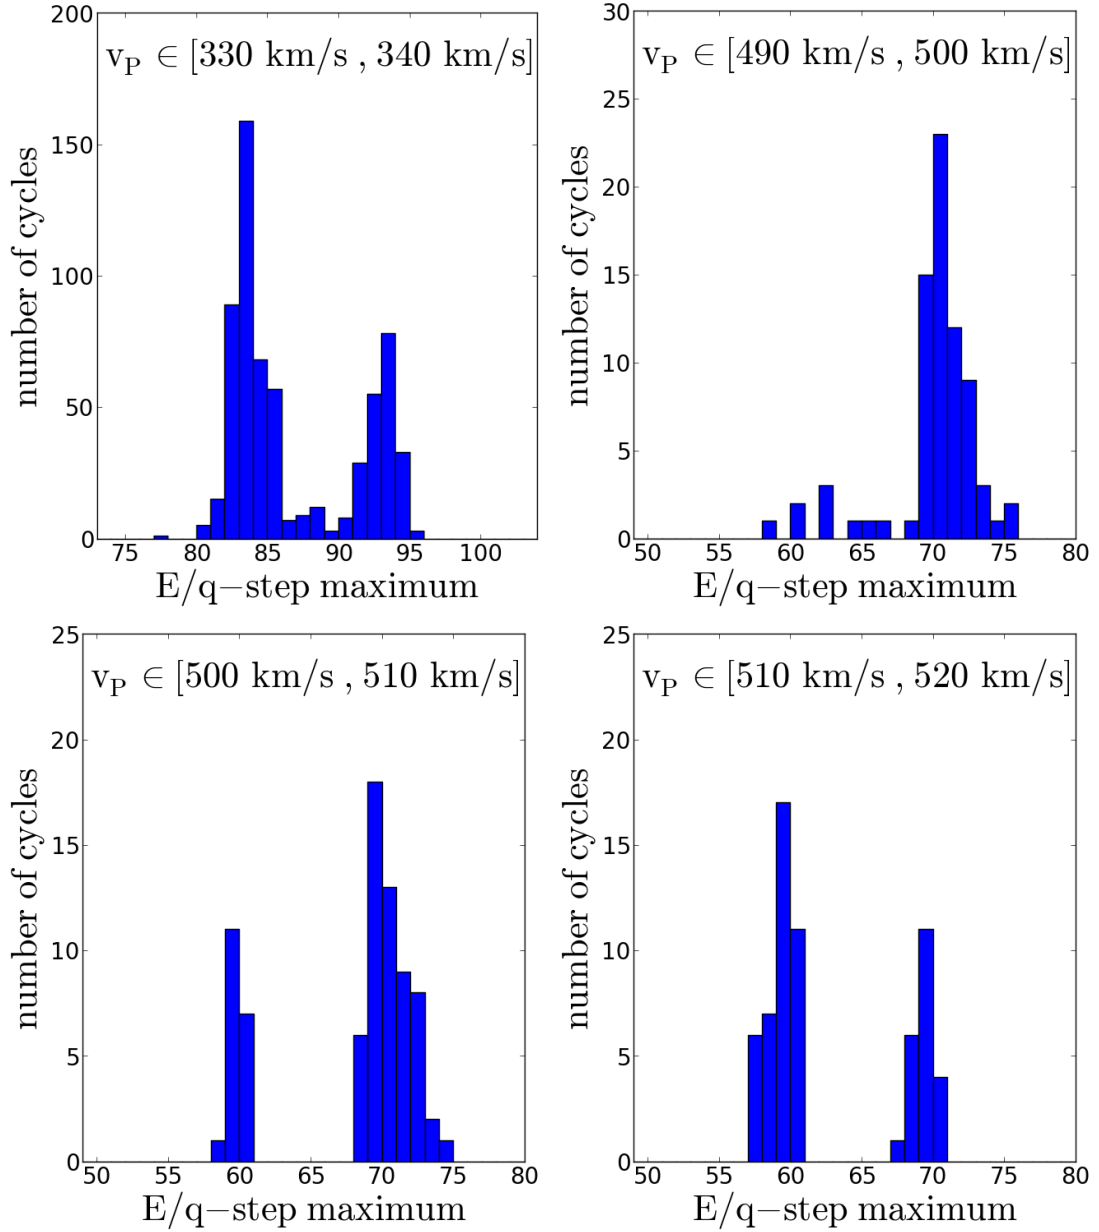 200
150
100
50
0
v_P ∈ [330 km/s , 340 km/s]
number of cycles
75 80 85 90 95 100
E/q−step maximum
30
25
20
15
10
5
0
v_P ∈ [490 km/s , 500 km/s]
number of cycles
50 55 60 65 70 75 80
E/q−step maximum
25
20
15
10
5
0
v_P ∈ [500 km/s , 510 km/s]
number of cycles
50 55 60 65 70 75 80
E/q−step maximum
25
20
15
10
5
0
v_P ∈ [510 km/s , 520 km/s]
number of cycles
50 55 60 65 70 75 80
E/q−step maximum